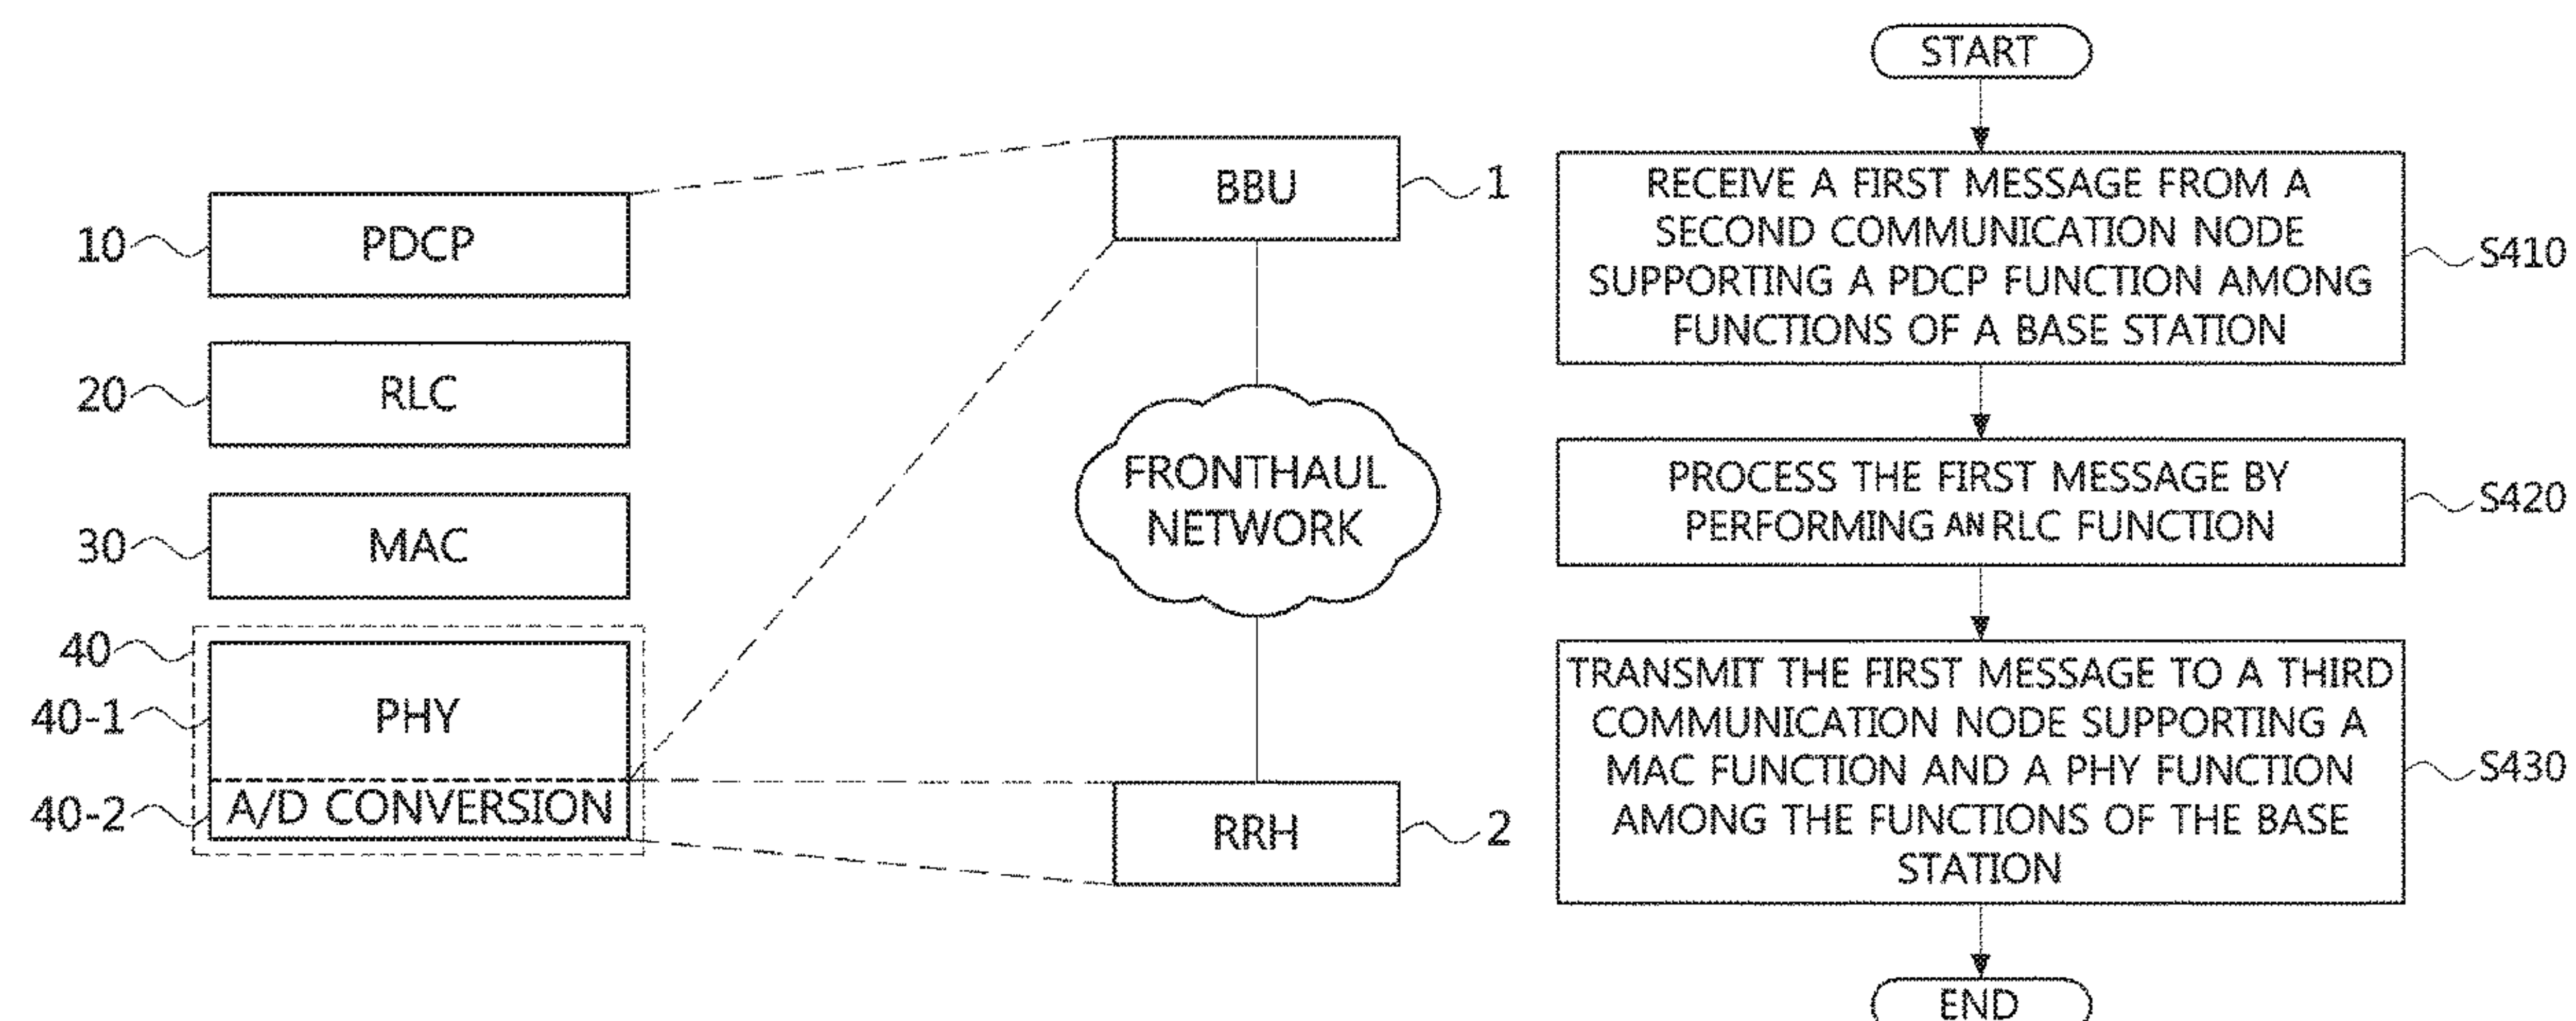 10
PDCP
20
RLC
30
MAC
40
40-1
PHY
40-2
A/D CONVERSION
BBU
1
FRONTHAUL
NETWORK
RRH
2
START
RECEIVE A FIRST MESSAGE FROM A
SECOND COMMUNICATION NODE
SUPPORTING A PDCP FUNCTION AMONG
FUNCTIONS OF A BASE STATION
S410
PROCESS THE FIRST MESSAGE BY
PERFORMING AN RLC FUNCTION
S420
TRANSMIT THE FIRST MESSAGE TO A THIRD
COMMUNICATION NODE SUPPORTING A
MAC FUNCTION AND A PHY FUNCTION
AMONG THE FUNCTIONS OF THE BASE
STATION
S430
END